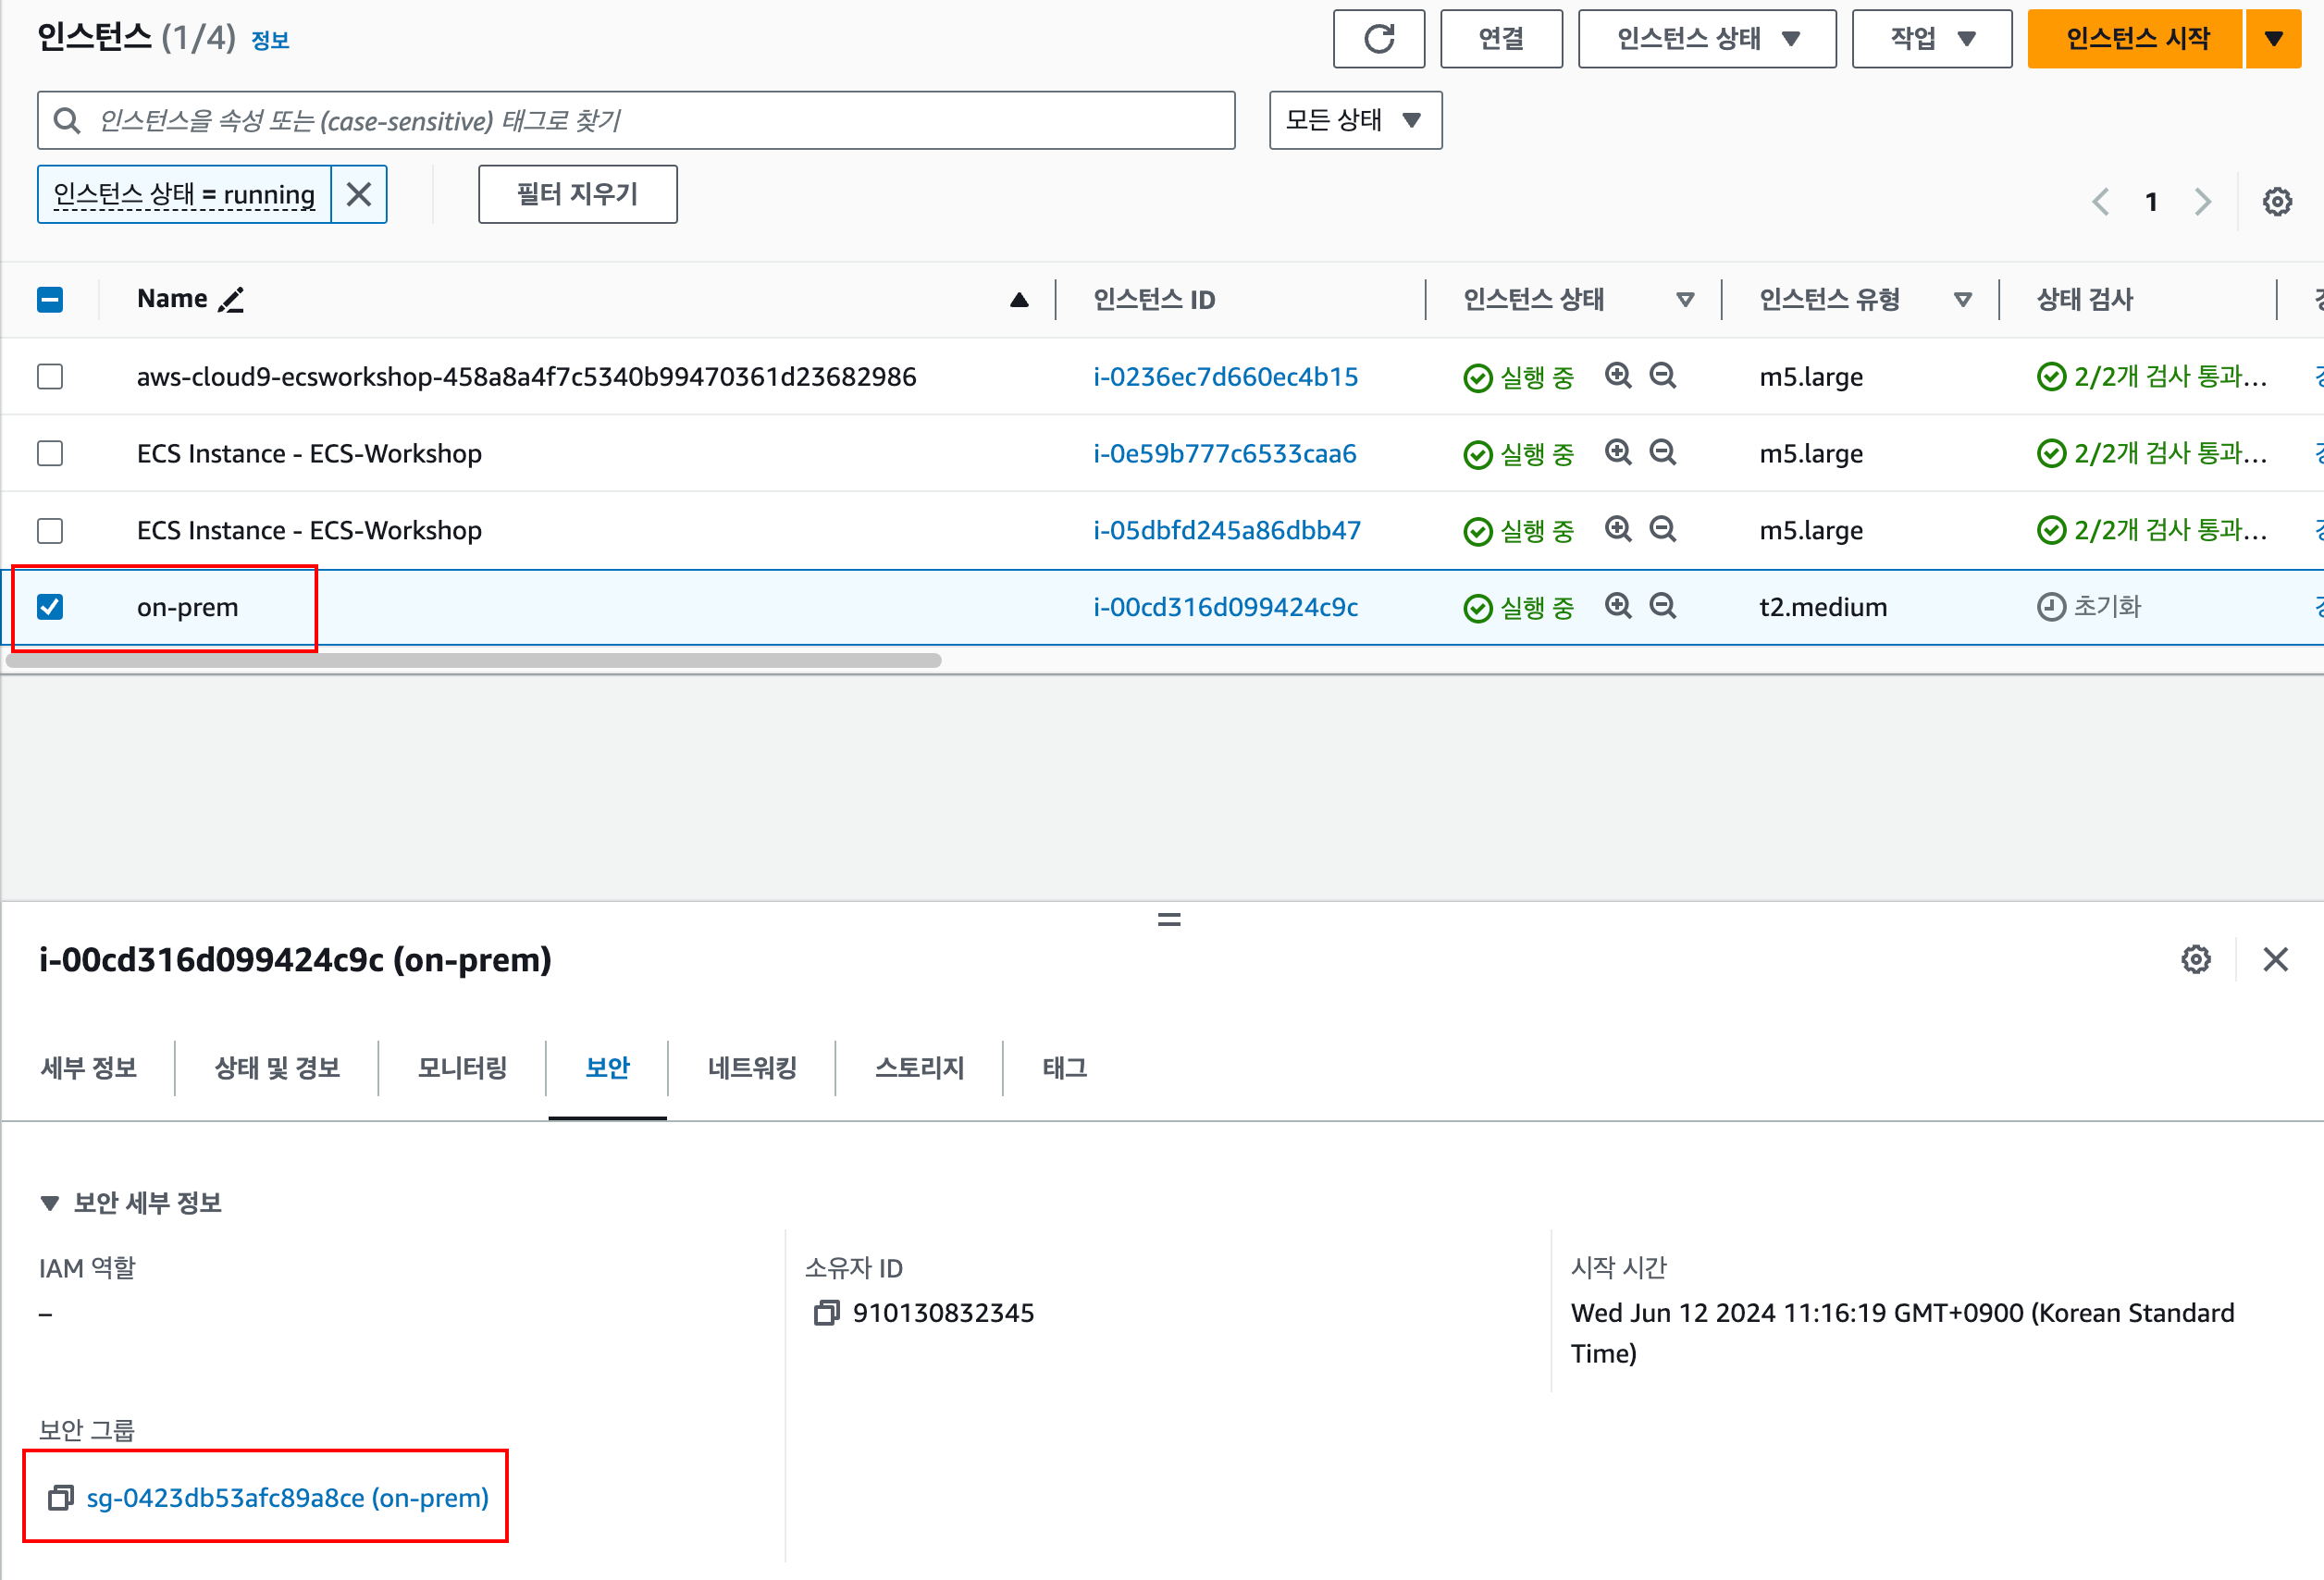 인스턴스 (1/4) 정보
연결
인스턴스 상태
작업
인스턴스 시작
인스턴스을 속성 또는 (case-sensitive) 태그로 찾기
모든 상태
인스턴스 상태 = running
필터 지우기
1
Name 인스턴스 ID 인스턴스 상태 인스턴스 유형 상태 검사
aws-cloud9-ecsworkshop-458a8a4f7c5340b99470361d23682986 i-0236ec7d660ec4b15 실행 중 m5.large 2/2개 검사 통과...
ECS Instance - ECS-Workshop i-0e59b777c6533caa6 실행 중 m5.large 2/2개 검사 통과...
ECS Instance - ECS-Workshop i-05dbfd245a86dbb47 실행 중 m5.large 2/2개 검사 통과...
on-prem i-00cd316d099424c9c 실행 중 t2.medium 초기화
i-00cd316d099424c9c (on-prem)
세부 정보 상태 및 경보 모니터링 보안 네트워킹 스토리지 태그
보안 세부 정보
IAM 역할
–
소유자 ID
910130832345
시작 시간
Wed Jun 12 2024 11:16:19 GMT+0900 (Korean Standard
Time)
보안 그룹
sg-0423db53afc89a8ce (on-prem)